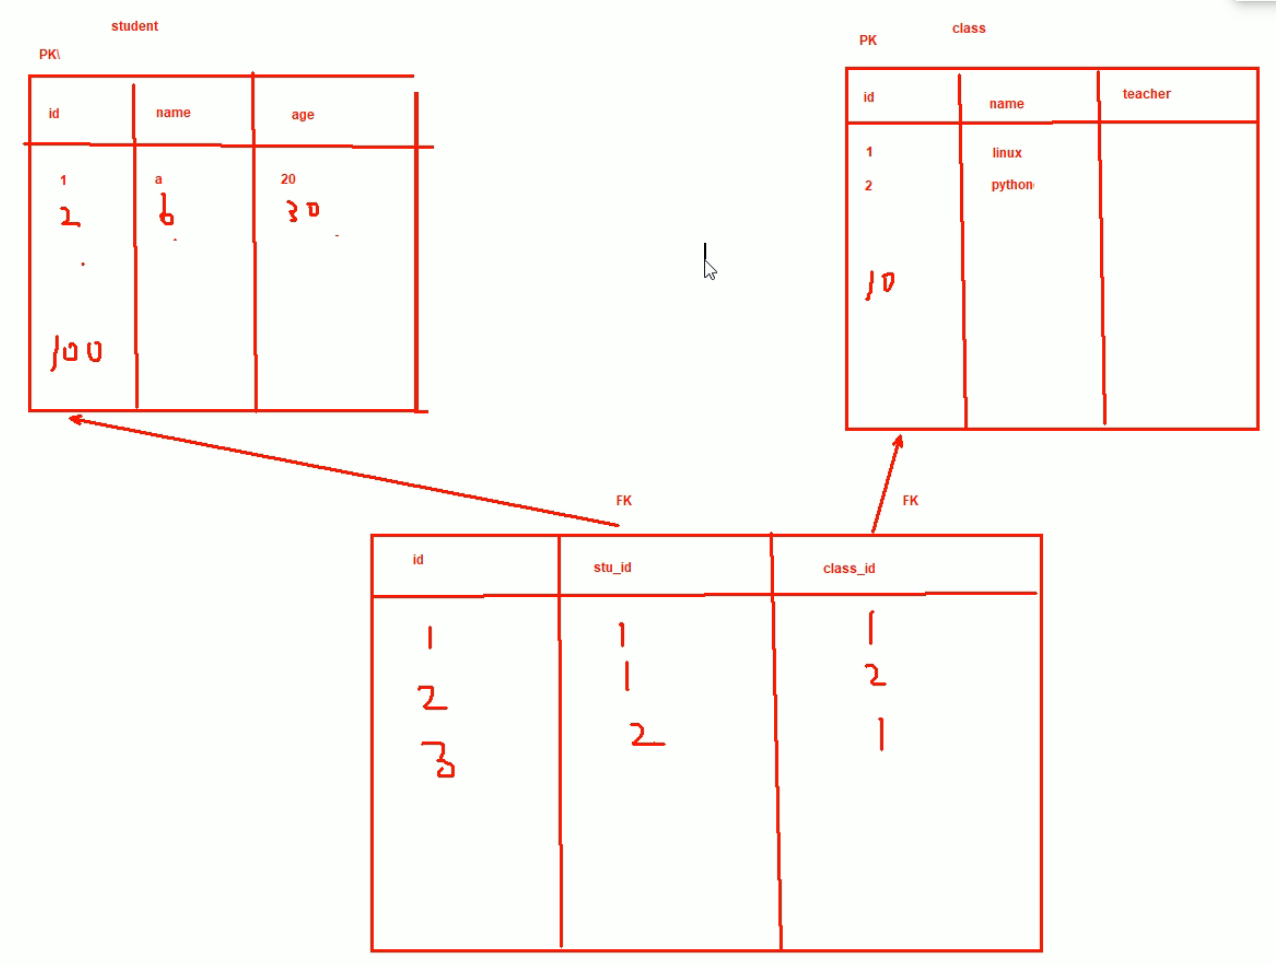 student
PK\
id name age
1 a 20
2 b 30
100
class
PK
id name teacher
1 linux
2 python
10
FK FK
id stu_id class_id
1 1 1
2 1 2
3 2 1